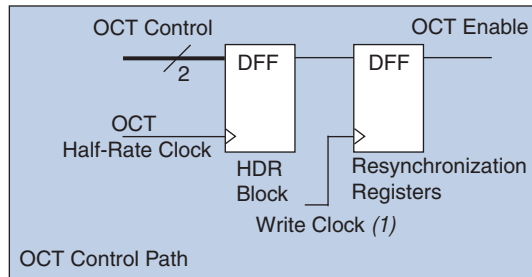 OCT Control
OCT Enable
DFF
DFF
2
OCT
Half-Rate Clock
HDR
Block
Resynchronization
Registers
Write Clock (1)
OCT Control Path